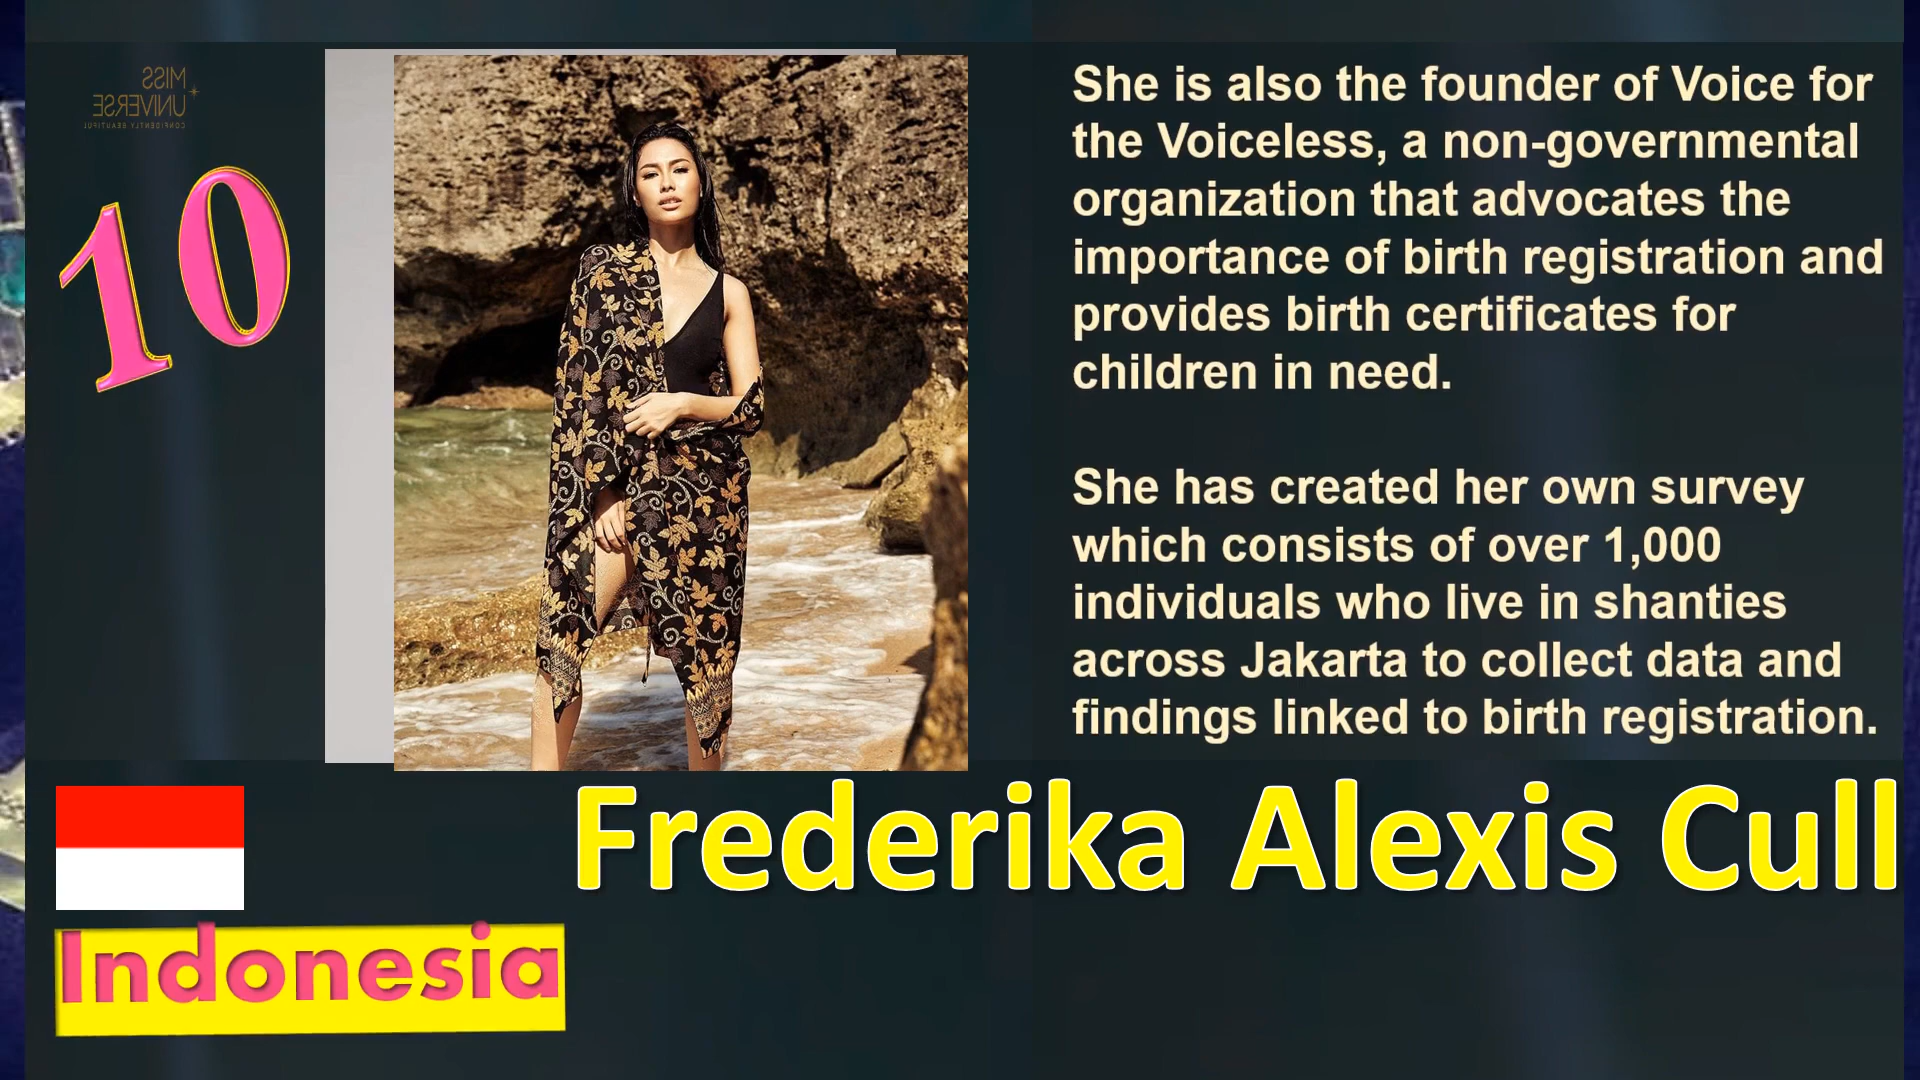 MISS
UNIVERSE
CONFIDENTLY BEAUTIFUL
10
She is also the founder of Voice for
the Voiceless, a non-governmental
organization that advocates the
importance of birth registration and
provides birth certificates for
children in need.
She has created her own survey
which consists of over 1,000
individuals who live in shanties
across Jakarta to collect data and
findings linked to birth registration.
Frederika Alexis Cull
Indonesia